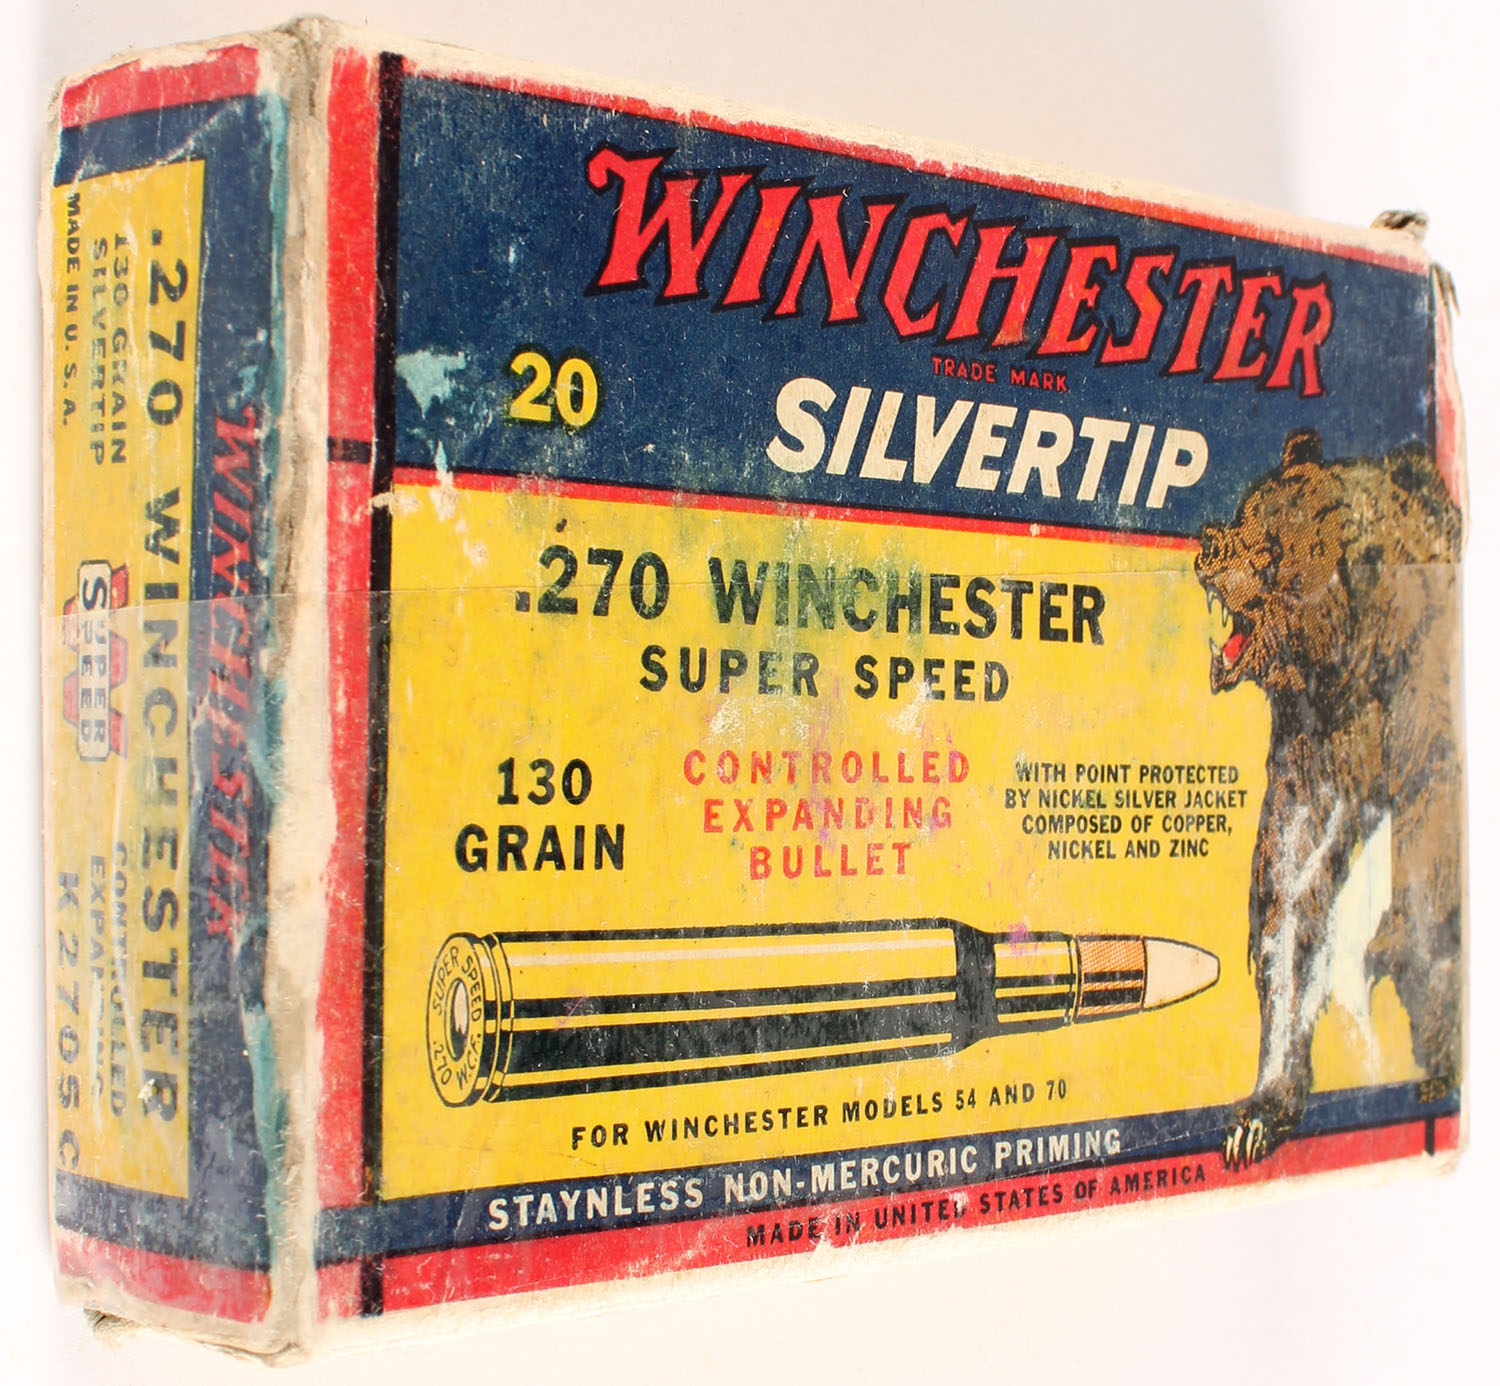 WINCHESTER
TRADE MARK
SILVERTIP
20
.270 WINCHESTER
SUPER SPEED
130
GRAIN
CONTROLLED
EXPANDING
BULLET
WITH POINT PROTECTED
BY NICKEL SILVER JACKET
COMPOSED OF COPPER,
NICKEL AND ZINC
SUPER SPEED
.270 W.C.F.
FOR WINCHESTER MODELS 54 AND 70
STAYNLESS NON-MERCURIC PRIMING
MADE IN UNITED STATES OF AMERICA
WINCHESTER
.270 WINCHESTER
130 GRAIN
SILVERTIP
MADE IN U.S.A.
W
SUPER
SPEED
CONTROLLED
EXPANDING
K2705C